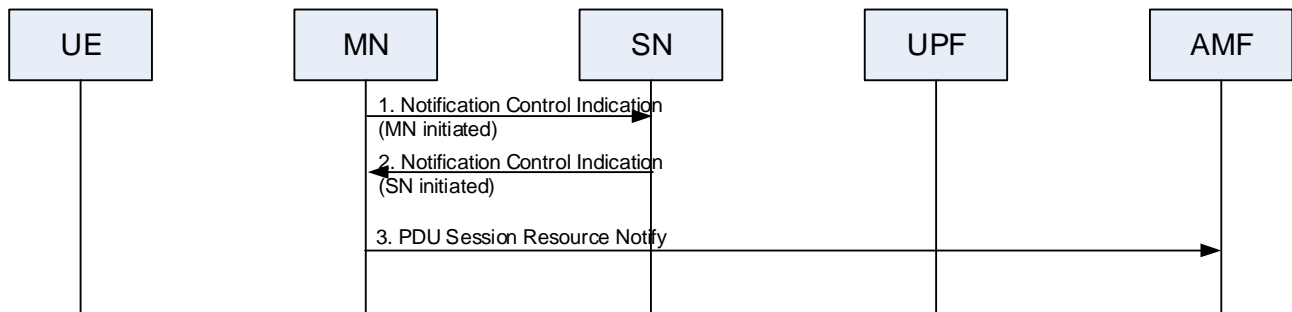 UE
MN
SN
UPF
AMF
1. Notification Control Indication
(MN initiated)
2. Notification Control Indication
(SN initiated)
3. PDU Session Resource Notify